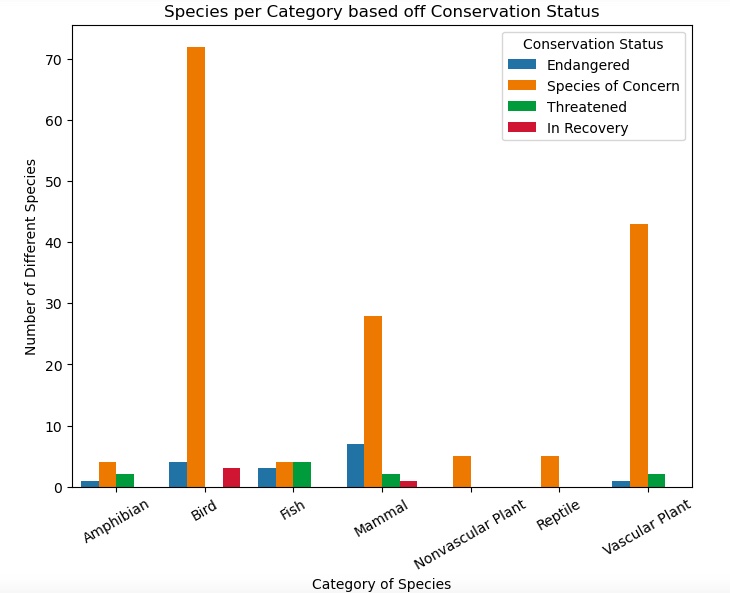 Species per Category based off Conservation Status
Conservation Status
Endangered
Species of Concern
Threatened
In Recovery
Number of Different Species
70
60
50
40
30
20
10
0
Amphibian
Bird
Fish
Mammal
Nonvascular Plant
Reptile
Vascular Plant
Category of Species